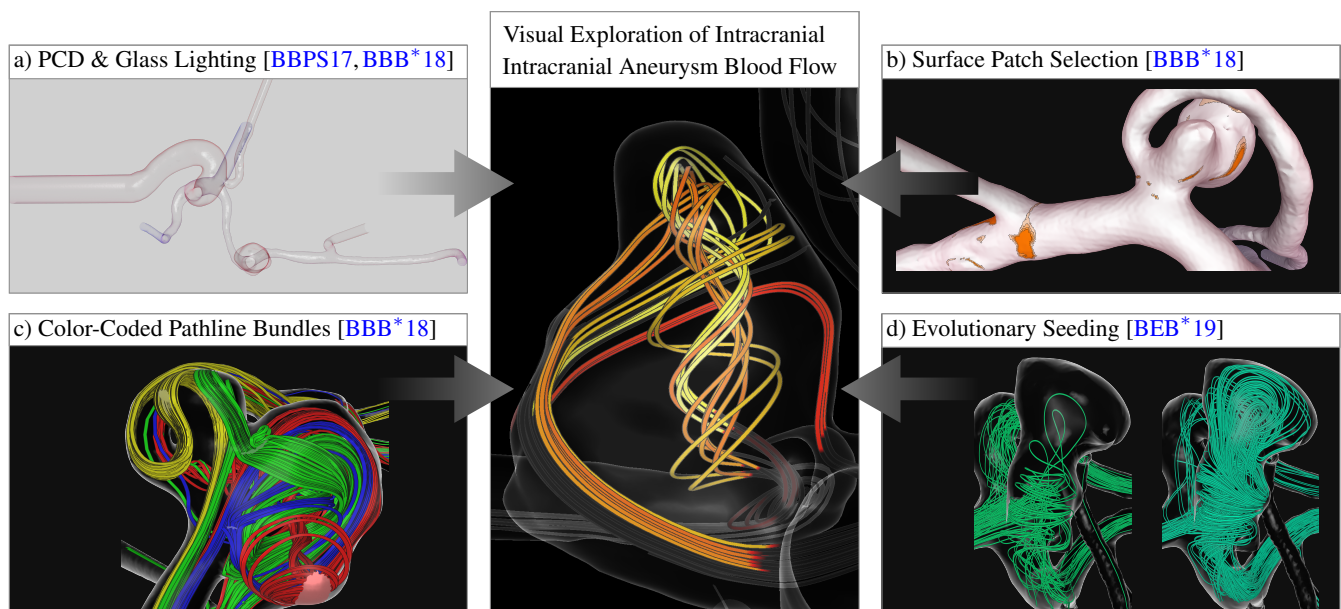 a) PCD & Glass Lighting [BBPS17, BBB*18]
Visual Exploration of Intracranial
Intracranial Aneurysm Blood Flow
b) Surface Patch Selection [BBB*18]
c) Color-Coded Pathline Bundles [BBB*18]
d) Evolutionary Seeding [BEB*19]